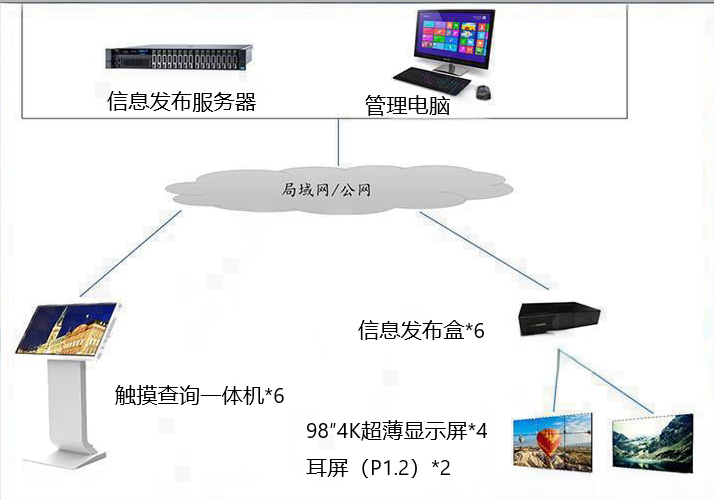 信息发布服务器
管理电脑
局域网/公网
信息发布盒*6
触摸查询一体机*6
98"4K超薄显示屏*4
耳屏（P1.2）*2